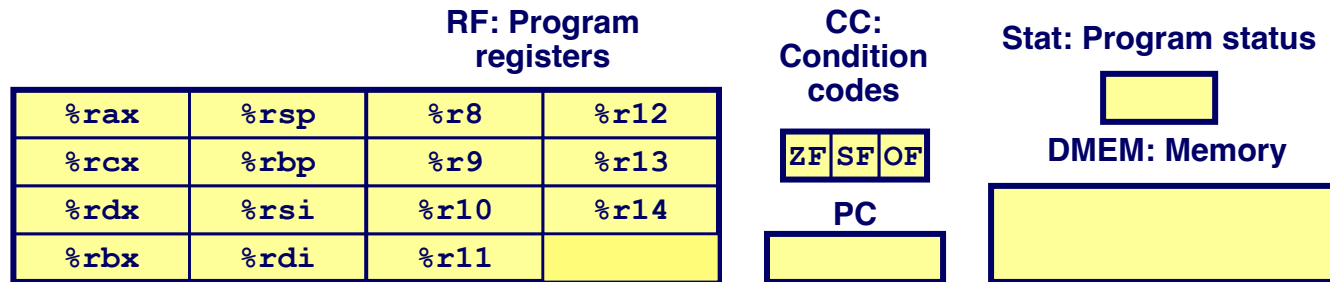 RF: Program
registers
%rax %rsp %r8 %r12
%rcx %rbp %r9 %r13
%rdx %rsi %r10 %r14
%rbx %rdi %r11
CC:
Condition
codes
ZF SF OF
PC
Stat: Program status
DMEM: Memory